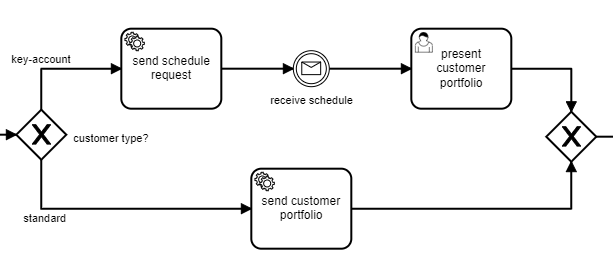 key-account
send schedule
request
receive schedule
present
customer
portfolio
customer type?
send customer
portfolio
standard